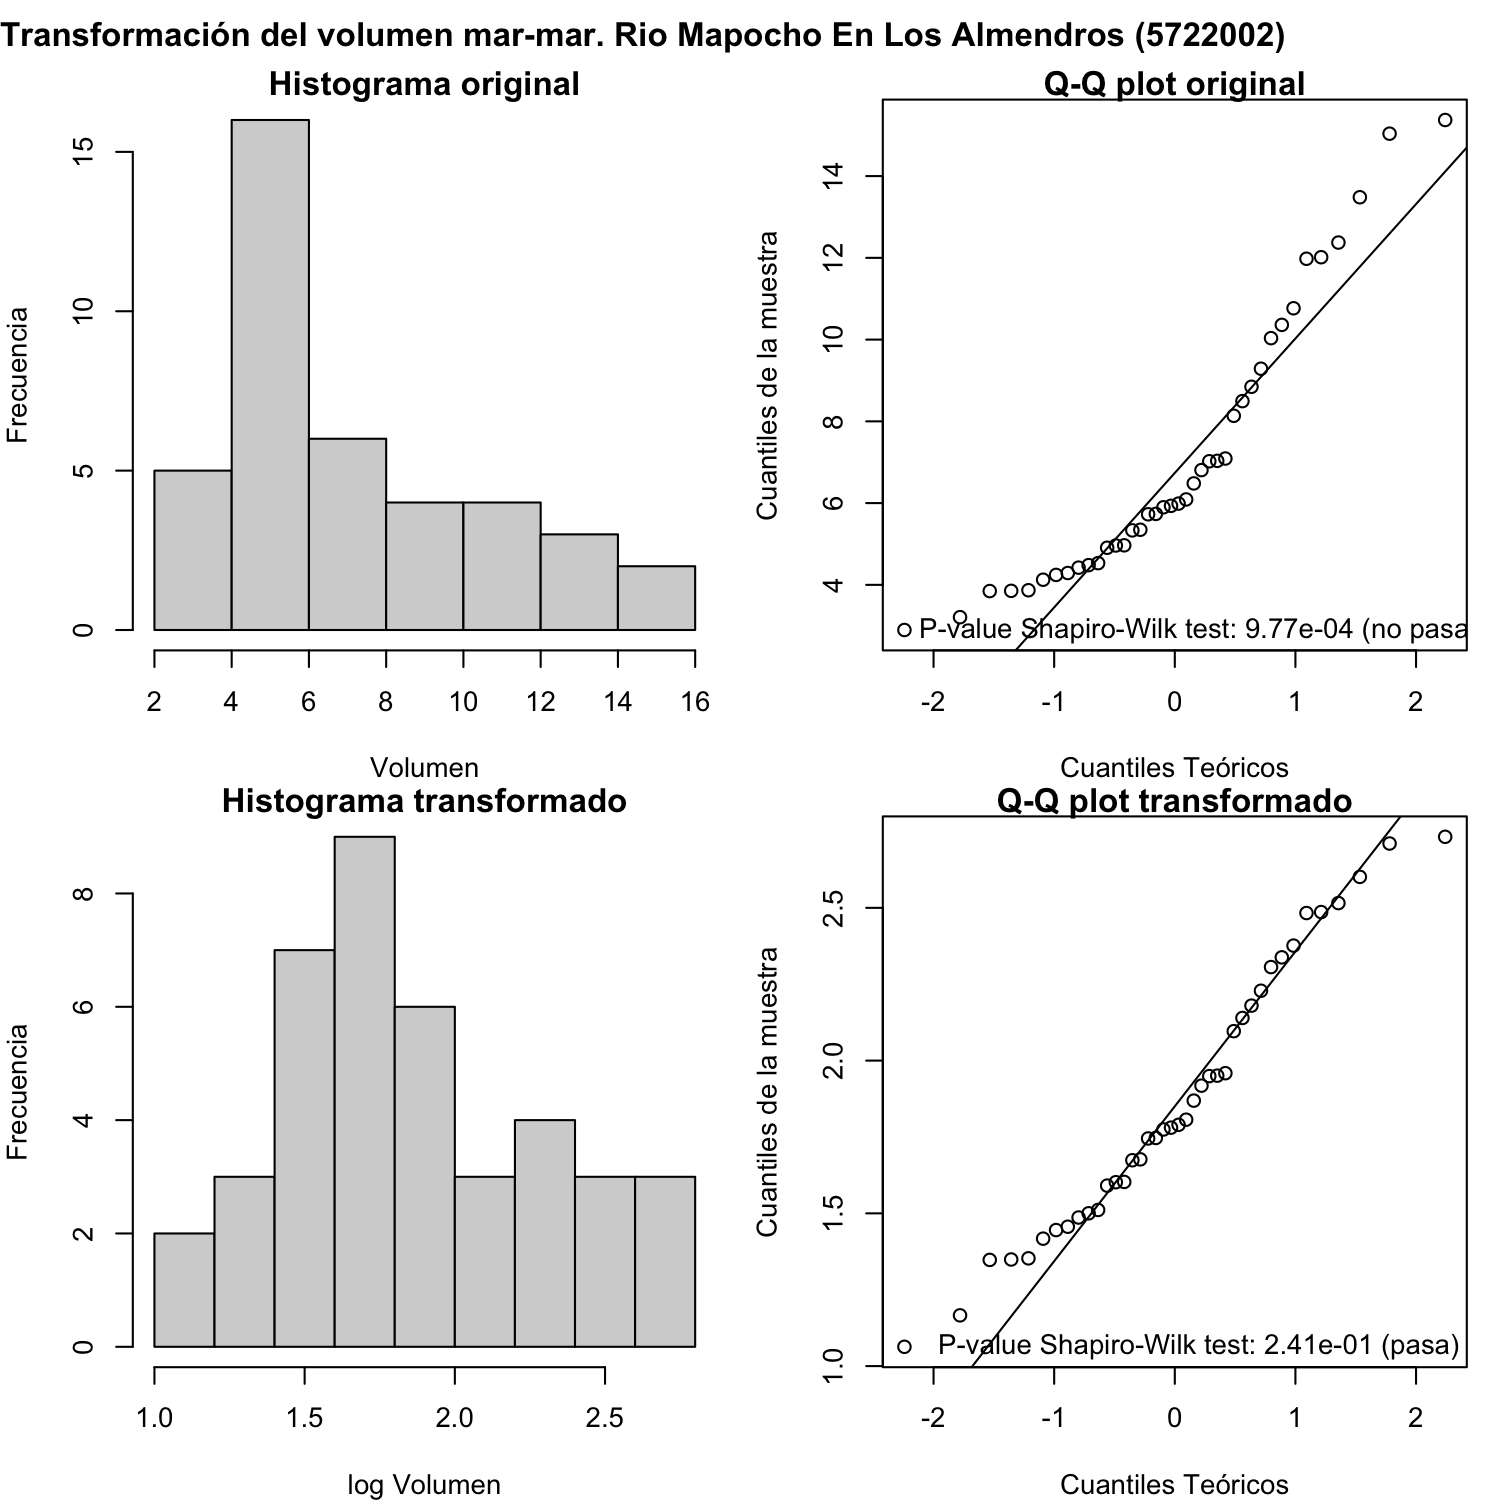 Transformación del volumen mar-mar. Rio Mapocho En Los Almendros (5722002)
Histograma original
Frecuencia
15
10
5
0
2 4 6 8 10 12 14 16
Volumen
Q-Q plot original
Cuantiles de la muestra
14
12
10
8
6
4
P-value Shapiro-Wilk test: 9.77e-04 (no pasa
-2 -1 0 1 2
Cuantiles Teóricos
Histograma transformado
Frecuencia
8
6
4
2
0
1.0 1.5 2.0 2.5
log Volumen
Q-Q plot transformado
Cuantiles de la muestra
2.5
2.0
1.5
1.0
P-value Shapiro-Wilk test: 2.41e-01 (pasa)
-2 -1 0 1 2
Cuantiles Teóricos